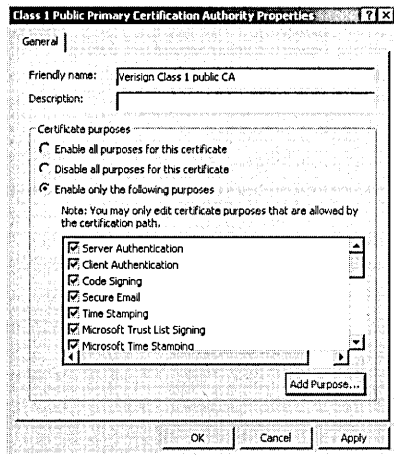 Class 1 Public Primary Certification Authority Properties
General
Friendly name: Verisign Class 1 public CA
Description:
Certificate purposes
Enable all purposes for this certificate
Disable all purposes for this certificate
Enable only the following purposes
Note: You may only edit certificate purposes that are allowed by
the certification path.
Server Authentication
Client Authentication
Code Signing
Secure Email
Time Stamping
Microsoft Trust List Signing
Microsoft Time Stamping
Add Purpose...
OK Cancel Apply